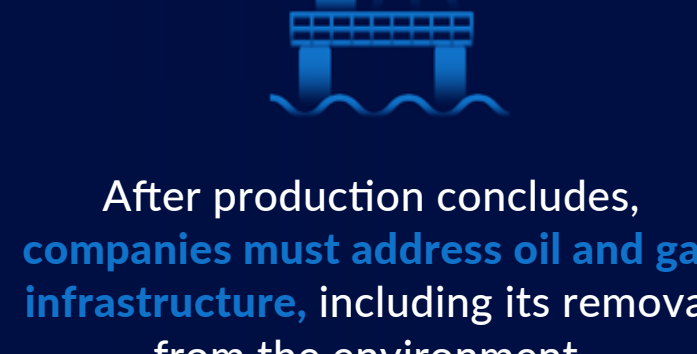 After production concludes,
companies must address oil and ga
infrastructure, including its remova
from the environment